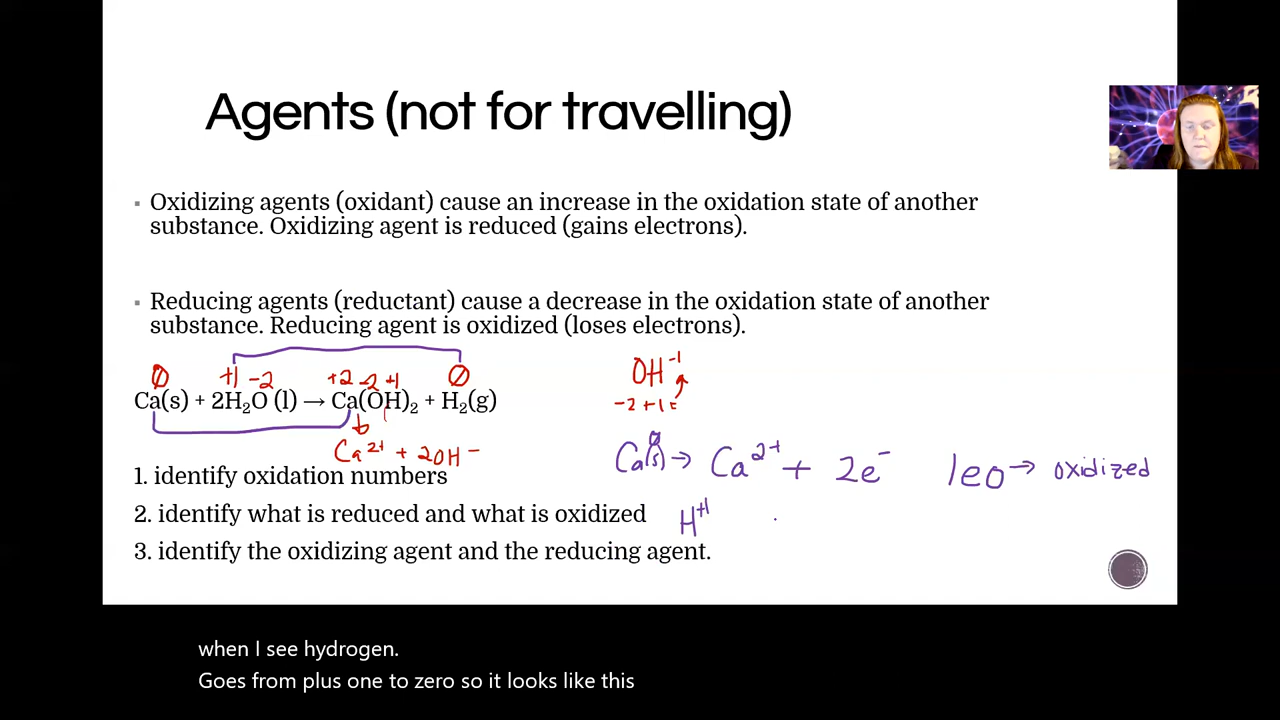 Agents (not for travelling)
▪ Oxidizing agents (oxidant) cause an increase in the oxidation state of another
substance. Oxidizing agent is reduced (gains electrons).
▪ Reducing agents (reductant) cause a decrease in the oxidation state of another
substance. Reducing agent is oxidized (loses electrons).
0 +1 -2 +2 -2 +1 0
Ca(s) + 2H₂O (l) → Ca(OH)₂ + H₂(g)
Ca²⁺ + 2OH⁻
OH⁻¹
-2 +1 =
0
Ca(s) → Ca²⁺ + 2e⁻ leo → oxidized
1. identify oxidation numbers
2. identify what is reduced and what is oxidized
H⁺¹
3. identify the oxidizing agent and the reducing agent.
when I see hydrogen.
Goes from plus one to zero so it looks like this